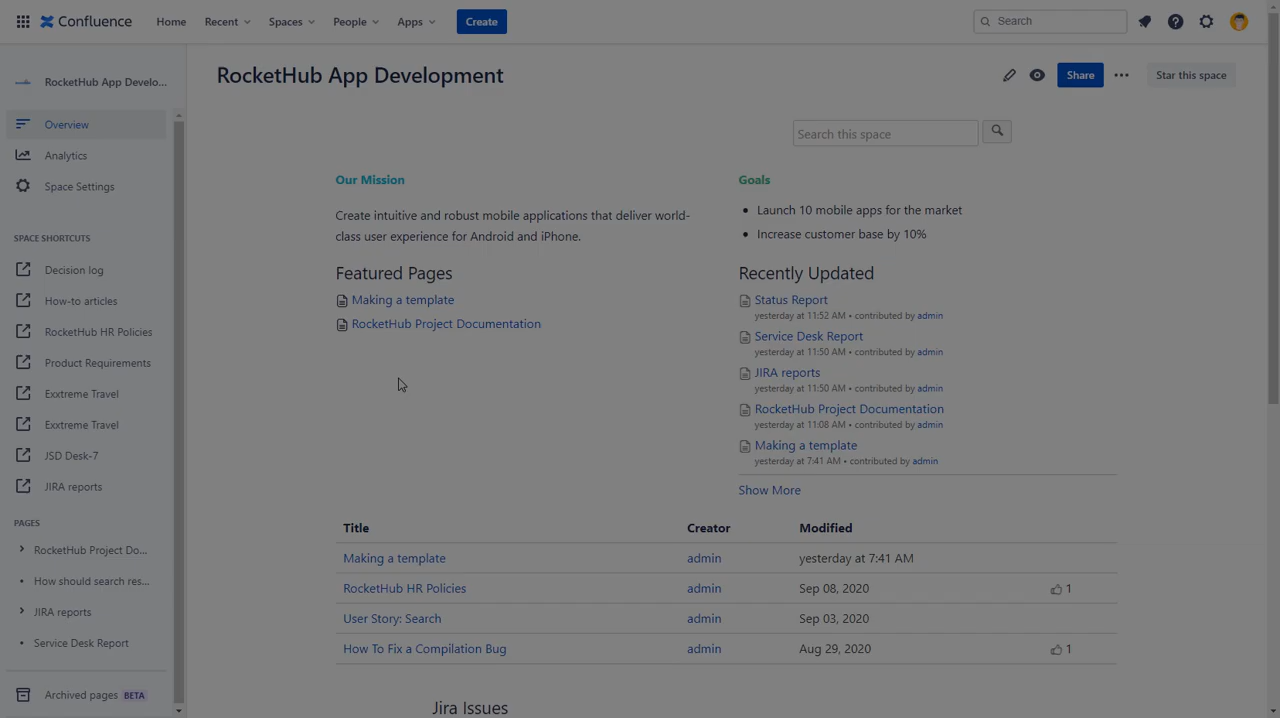 Confluence Home Recent Spaces People Apps Create Search
RocketHub App Develo...
Overview
Analytics
Space Settings
SPACE SHORTCUTS
Decision log
How-to articles
RocketHub HR Policies
Product Requirements
Exxtreme Travel
Exxtreme Travel
JSD Desk-7
JIRA reports
PAGES
RocketHub Project Do...
How should search res...
JIRA reports
Service Desk Report
Archived pages BETA
RocketHub App Development
Share
Star this space
Search this space
Our Mission
Create intuitive and robust mobile applications that deliver world-
class user experience for Android and iPhone.
Featured Pages
Making a template
RocketHub Project Documentation
Goals
Launch 10 mobile apps for the market
Increase customer base by 10%
Recently Updated
Status Report
yesterday at 11:52 AM • contributed by admin
Service Desk Report
yesterday at 11:50 AM • contributed by admin
JIRA reports
yesterday at 11:50 AM • contributed by admin
RocketHub Project Documentation
yesterday at 11:08 AM • contributed by admin
Making a template
yesterday at 7:41 AM • contributed by admin
Show More
Title Creator Modified
Making a template admin yesterday at 7:41 AM
RocketHub HR Policies admin Sep 08, 2020 1
User Story: Search admin Sep 03, 2020
How To Fix a Compilation Bug admin Aug 29, 2020 1
Jira Issues